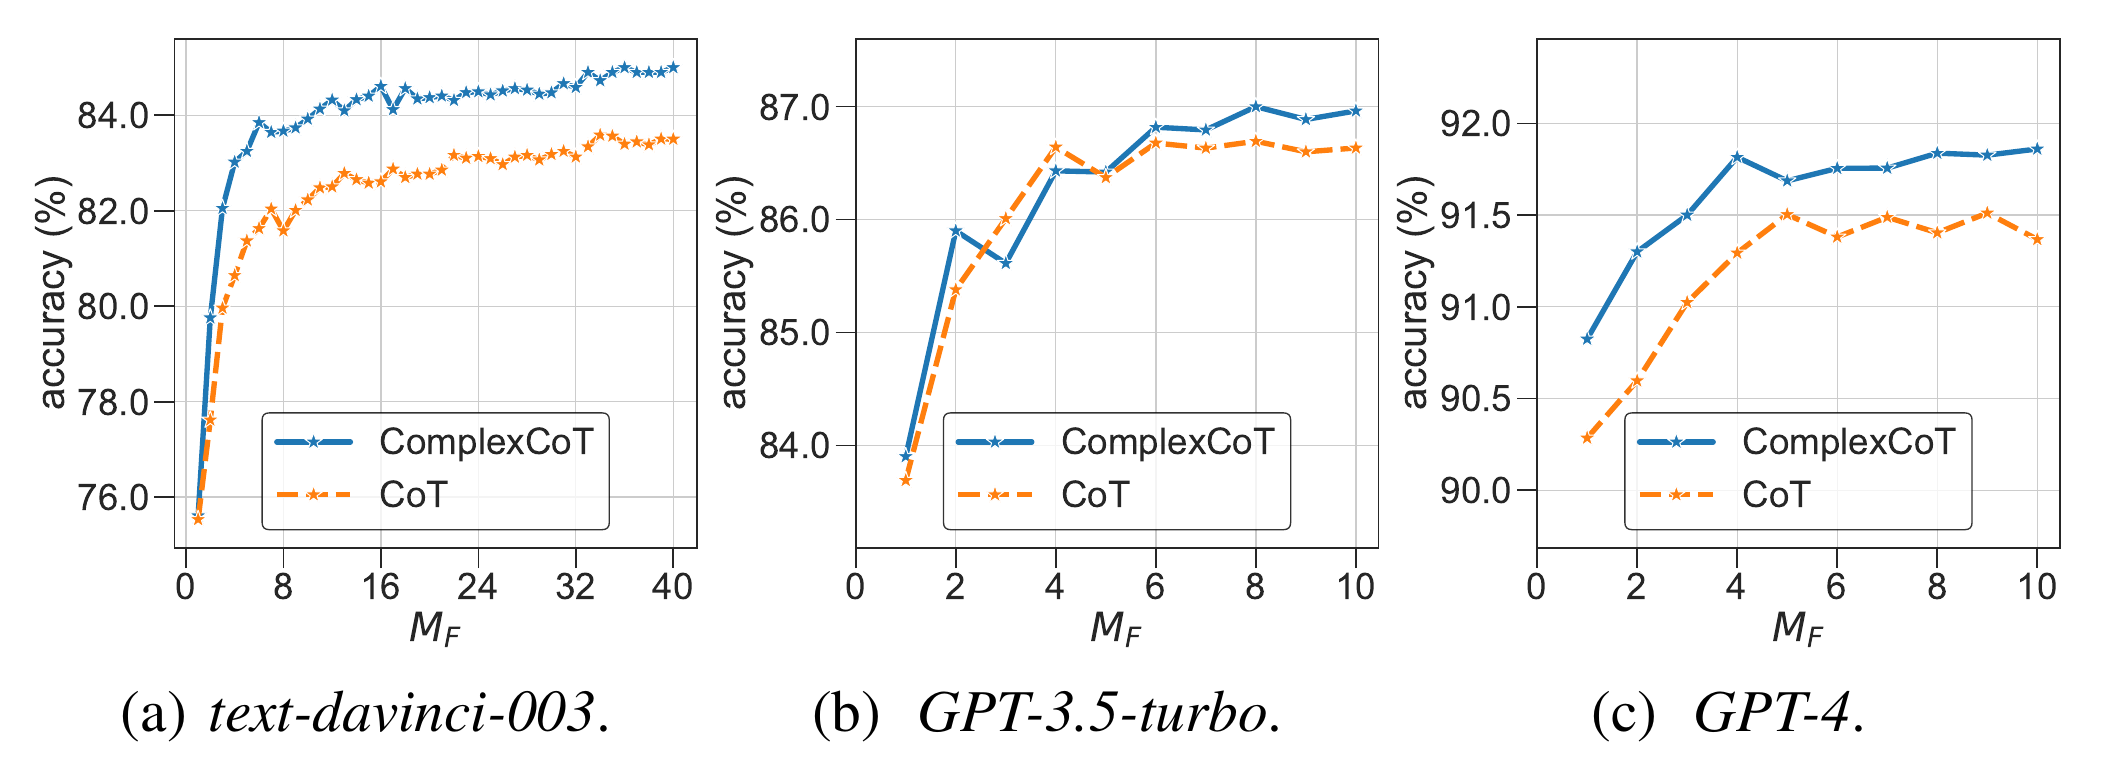 84.0
82.0
80.0
78.0
76.0
accuracy (%)
ComplexCoT
CoT
0 8 16 24 32 40
M_F
(a) text-davinci-003.
87.0
86.0
85.0
84.0
accuracy (%)
ComplexCoT
CoT
0 2 4 6 8 10
M_F
(b) GPT-3.5-turbo.
92.0
91.5
91.0
90.5
90.0
accuracy (%)
ComplexCoT
CoT
0 2 4 6 8 10
M_F
(c) GPT-4.